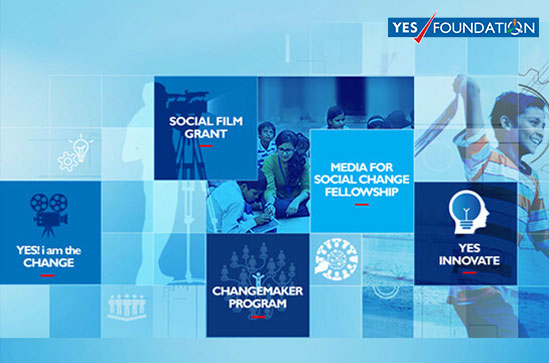 YES FOUNDATION
SOCIAL FILM
GRANT
MEDIA FOR
SOCIAL CHANGE
FELLOWSHIP
YES! i am the
CHANGE
YES
INNOVATE
CHANGEMAKER
PROGRAM